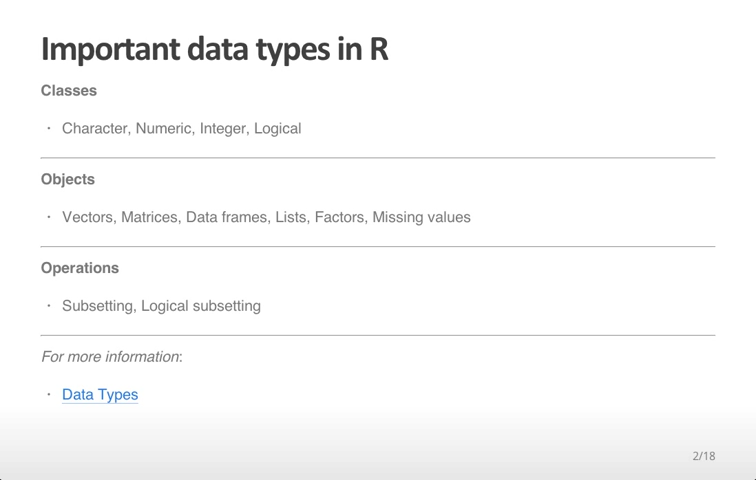 Important data types in R
Classes
· Character, Numeric, Integer, Logical
Objects
· Vectors, Matrices, Data frames, Lists, Factors, Missing values
Operations
· Subsetting, Logical subsetting
For more information:
· Data Types
2/18